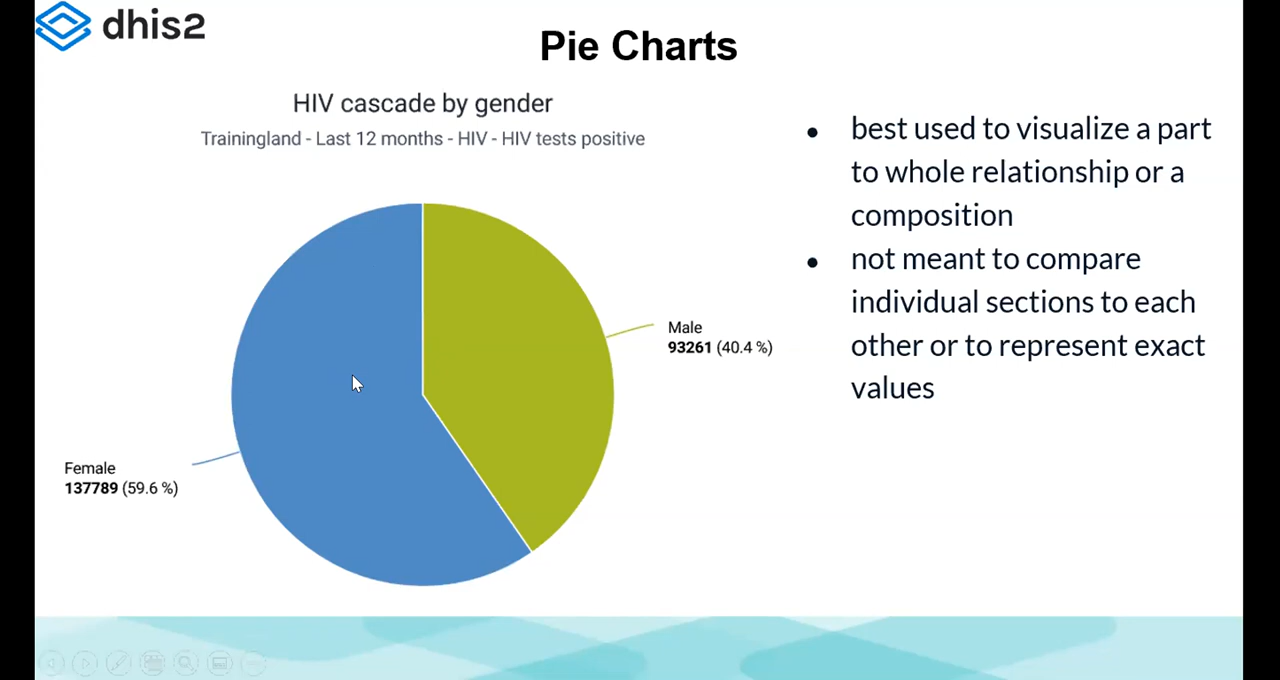 dhis2
Pie Charts
HIV cascade by gender
Trainingland - Last 12 months - HIV - HIV tests positive
Male
93261 (40.4 %)
Female
137789 (59.6 %)
● best used to visualize a part
to whole relationship or a
composition
● not meant to compare
individual sections to each
other or to represent exact
values